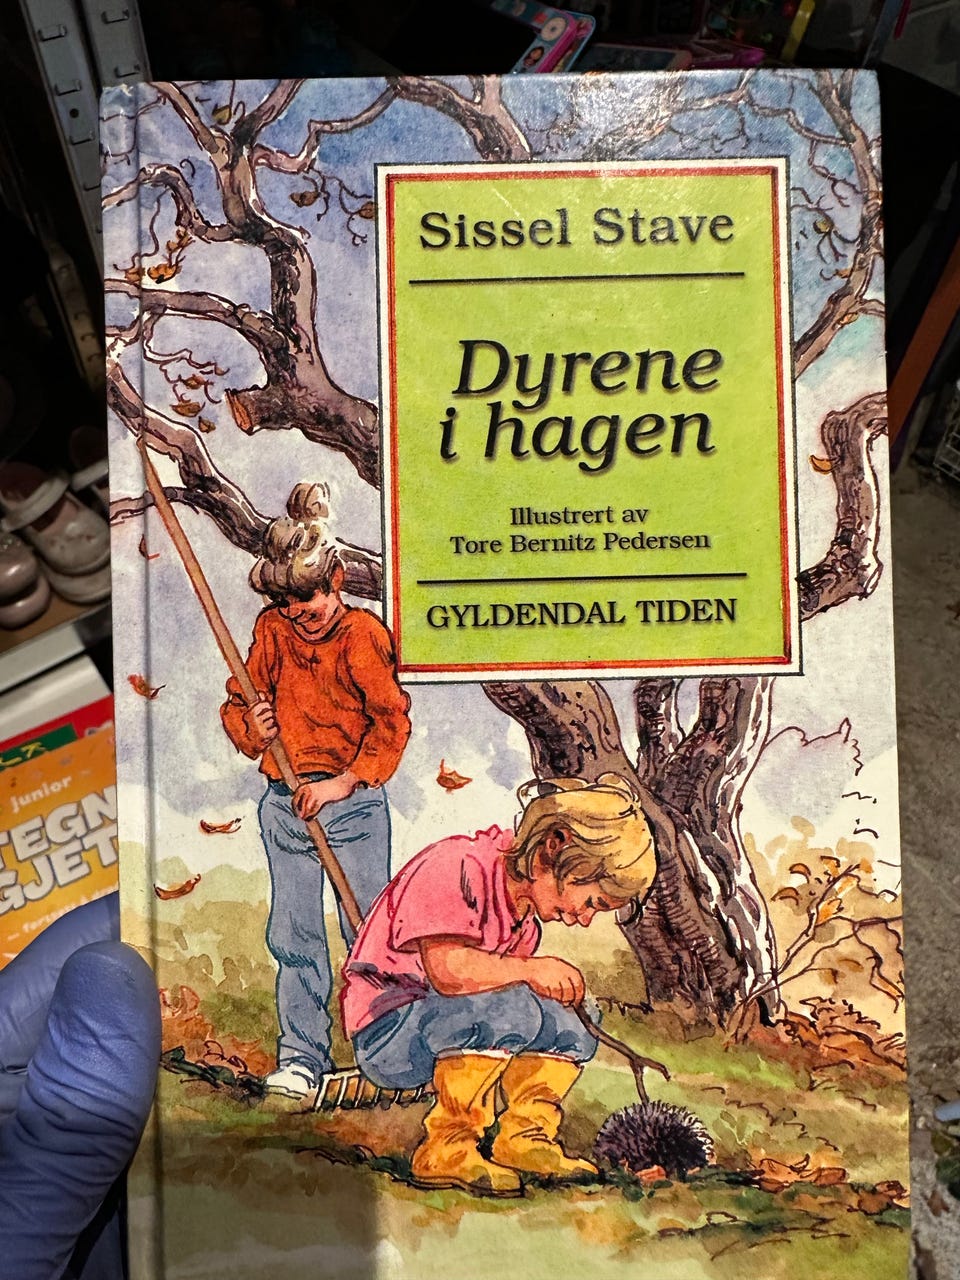 Sissel Stave
Dyrene
i hagen
Illustrert av
Tore Bernitz Pedersen
GYLDENDAL TIDEN
junior
TEGN
GJET